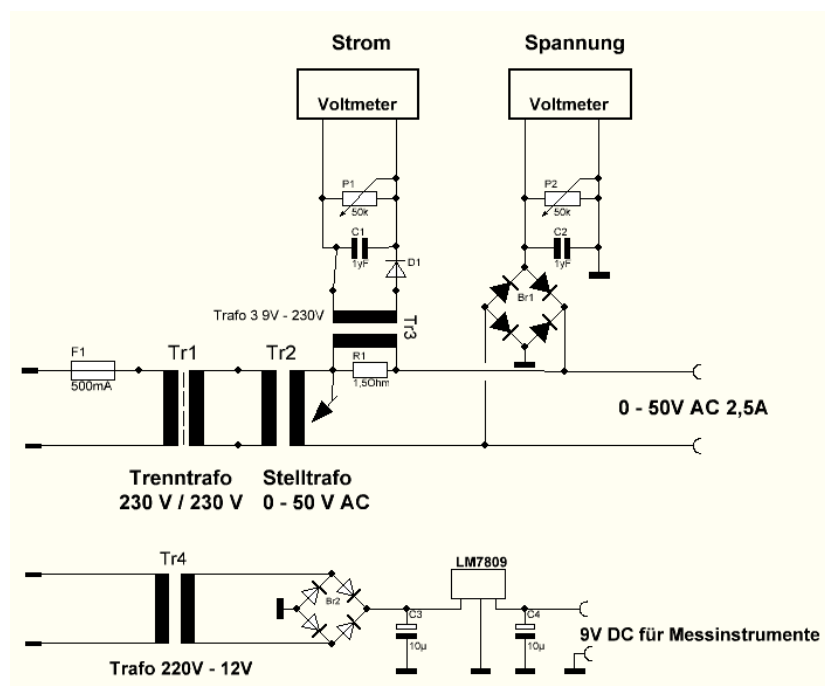 Strom
Spannung
Voltmeter
Voltmeter
P1
50k
P2
50k
C1
1yF
C2
1yF
D1
Br1
Trafo 3 9V - 230V
Tr3
F1
500mA
Tr1
Tr2
R1
1,5Ohm
0 - 50V AC 2,5A
Trenntrafo
230 V / 230 V
Stelltrafo
0 - 50 V AC
Tr4
LM7809
Br2
C3
10µ
C4
10µ
9V DC für Messinstrumente
Trafo 220V - 12V